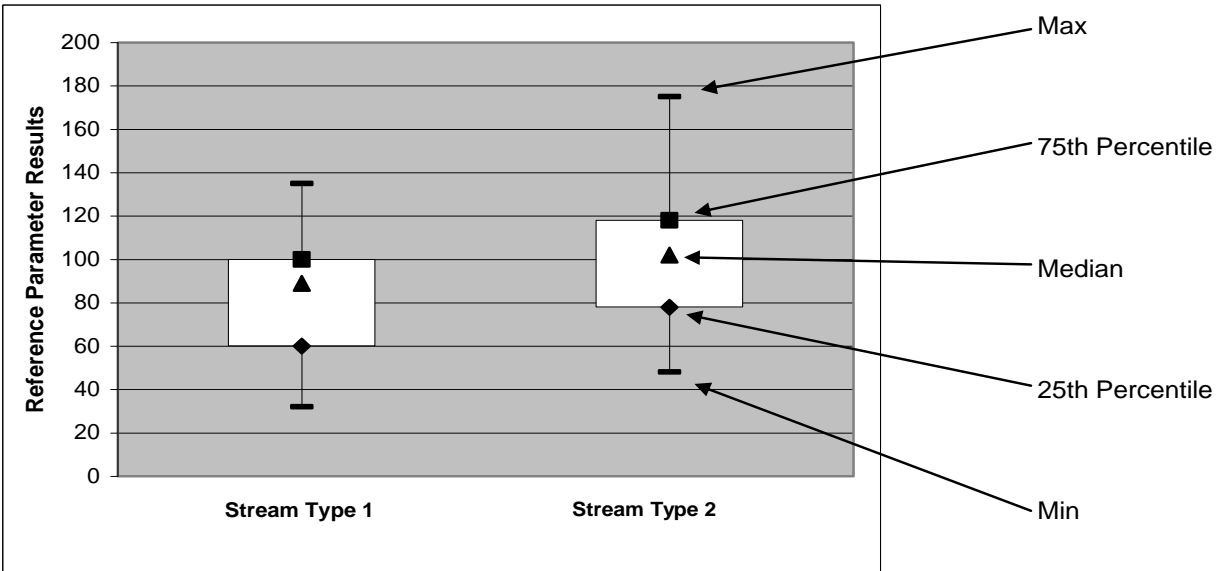 Reference Parameter Results
200
180
160
140
120
100
80
60
40
20
0
Stream Type 1
Stream Type 2
Max
75th Percentile
Median
25th Percentile
Min